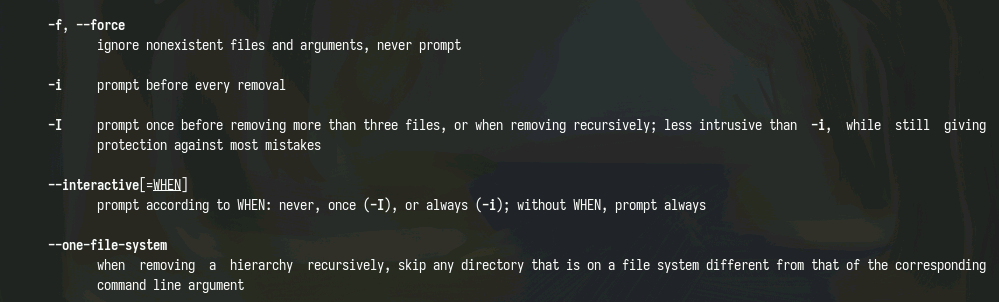 -f, --force
ignore nonexistent files and arguments, never prompt
-i prompt before every removal
-I prompt once before removing more than three files, or when removing recursively; less intrusive than -i, while still giving
protection against most mistakes
--interactive[=WHEN]
prompt according to WHEN: never, once (-I), or always (-i); without WHEN, prompt always
--one-file-system
when removing a hierarchy recursively, skip any directory that is on a file system different from that of the corresponding
command line argument